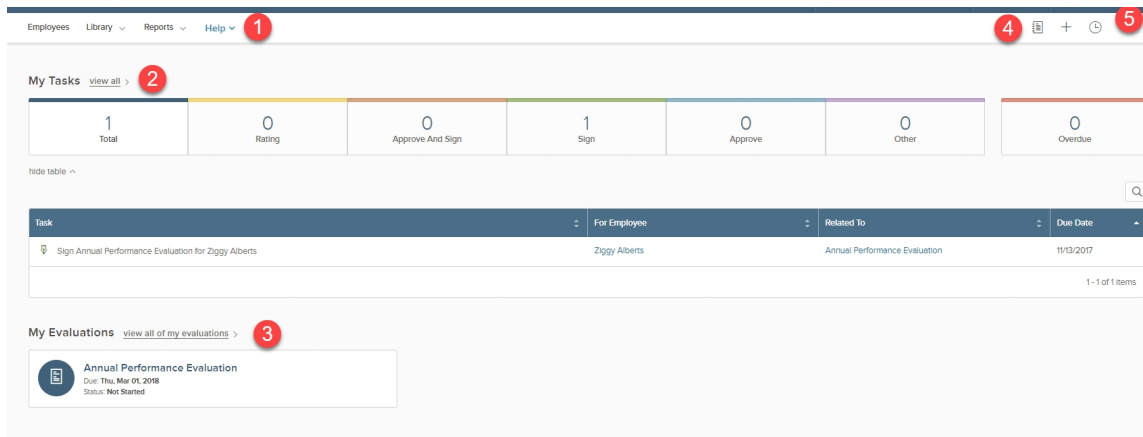 Employees Library Reports Help 1 4 5
My Tasks view all > 2
1 0 0 1 0 0 0
Total Rating Approve And Sign Sign Approve Other Overdue
hide table
Task For Employee Related To Due Date
Sign Annual Performance Evaluation for Ziggy Alberts Ziggy Alberts Annual Performance Evaluation 11/13/2017
1 - 1 of 1 items
My Evaluations view all of my evaluations > 3
Annual Performance Evaluation
Due: Thu, Mar 01, 2018
Status: Not Started